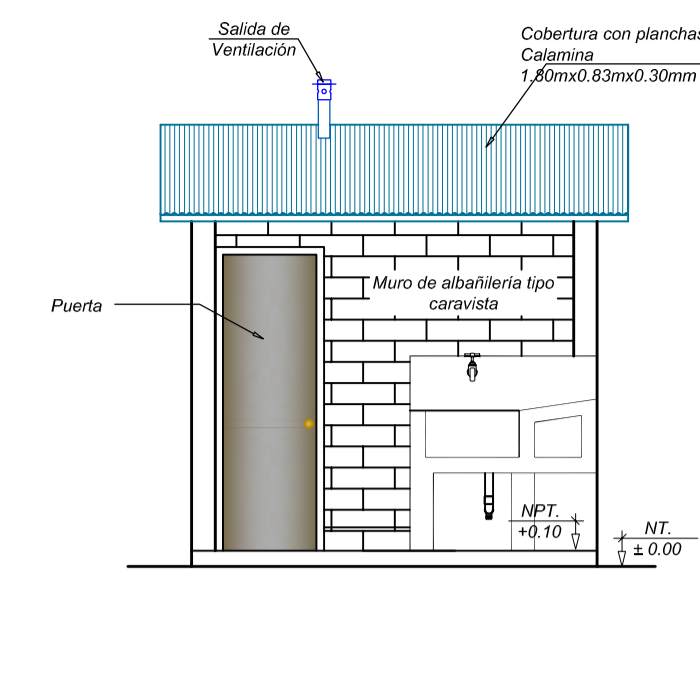 Salida de
Ventilación
Cobertura con planchas
Calamina
1.80mx0.83mx0.30mm
Muro de albañilería tipo
caravista
Puerta
NPT.
+0.10
NT.
± 0.00